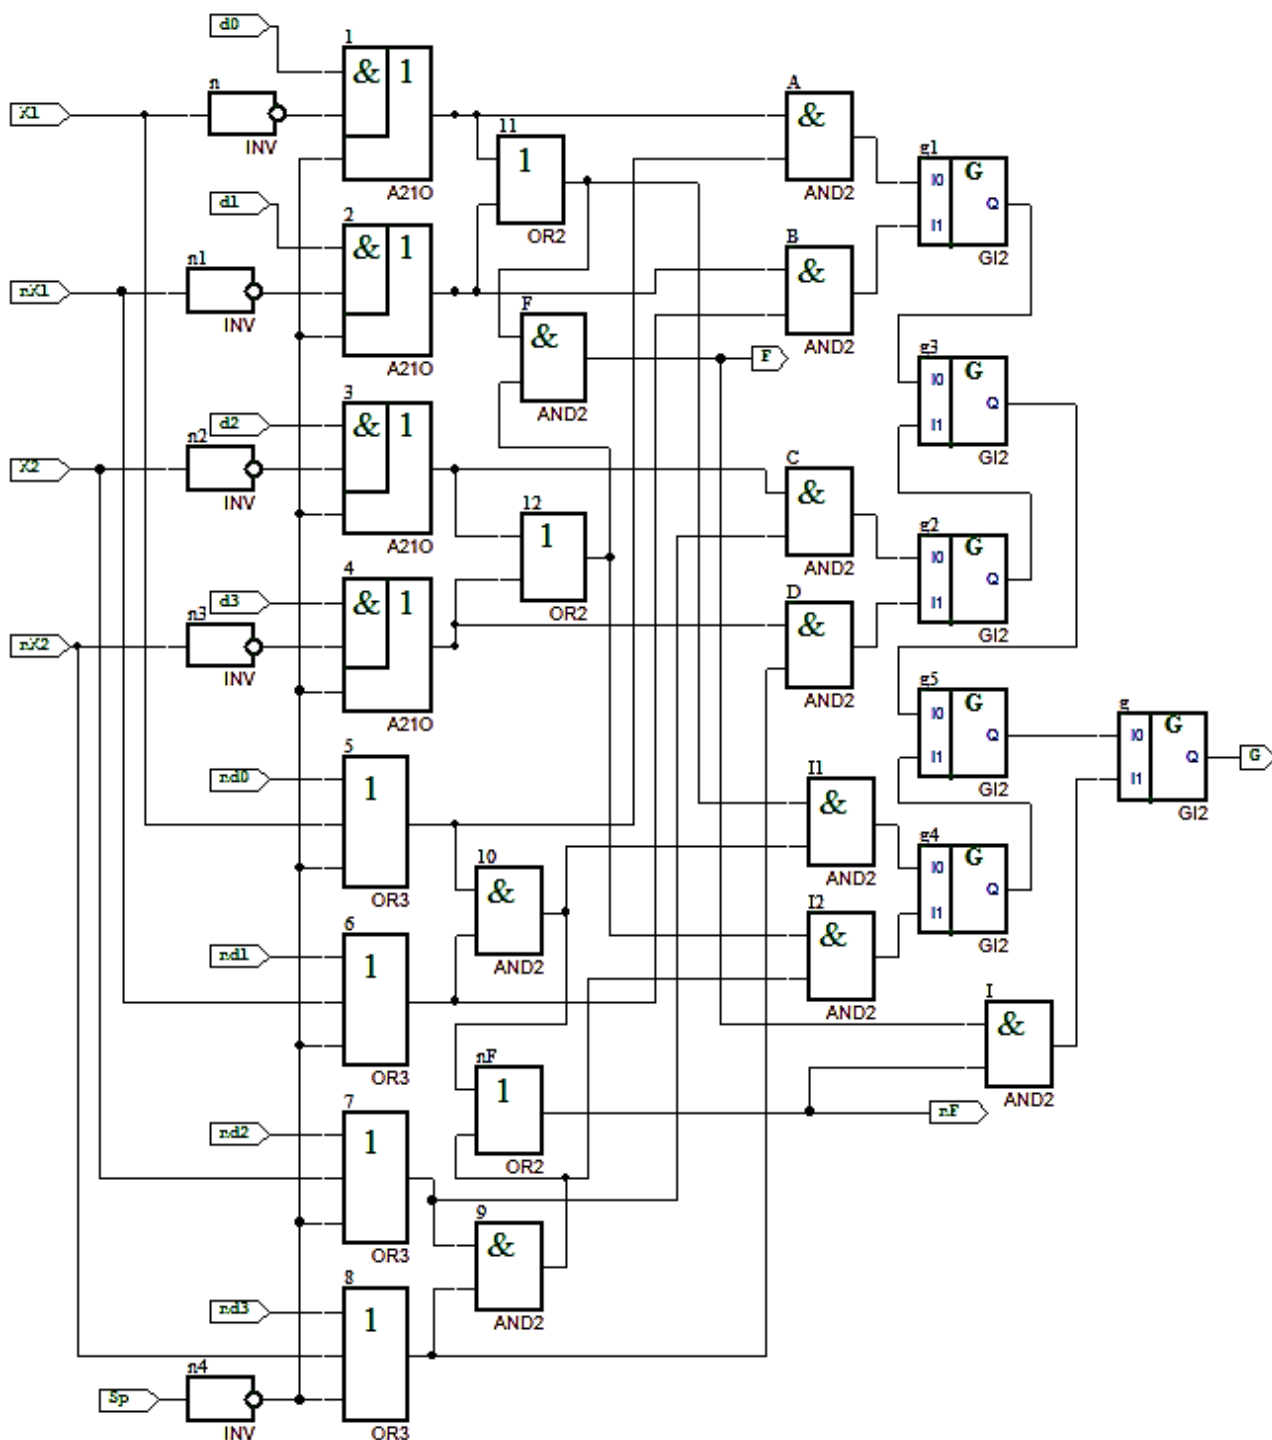 d0
1
& 1
X1
n
INV
A21O
A
&
AND2
11
1
OR2
g1
I0 G
Q
I1
GI2
d1
2
& 1
nX1
n1
INV
A21O
B
&
AND2
F
&
AND2
F
g3
I0 G
Q
I1
GI2
d2
3
& 1
X2
n2
INV
A21O
C
&
AND2
12
1
OR2
g2
I0 G
Q
I1
GI2
d3
4
& 1
nX2
n3
INV
A21O
D
&
AND2
g5
I0 G
Q
I1
GI2
g
I0 G
Q
I1
GI2
G
nd0
5
1
OR3
I1
&
AND2
10
&
AND2
g4
I0 G
Q
I1
GI2
nd1
6
1
OR3
I2
&
AND2
I
&
AND2
nF
1
OR2
nF
nd2
7
1
OR3
9
&
AND2
nd3
8
1
OR3
Sp
n4
INV